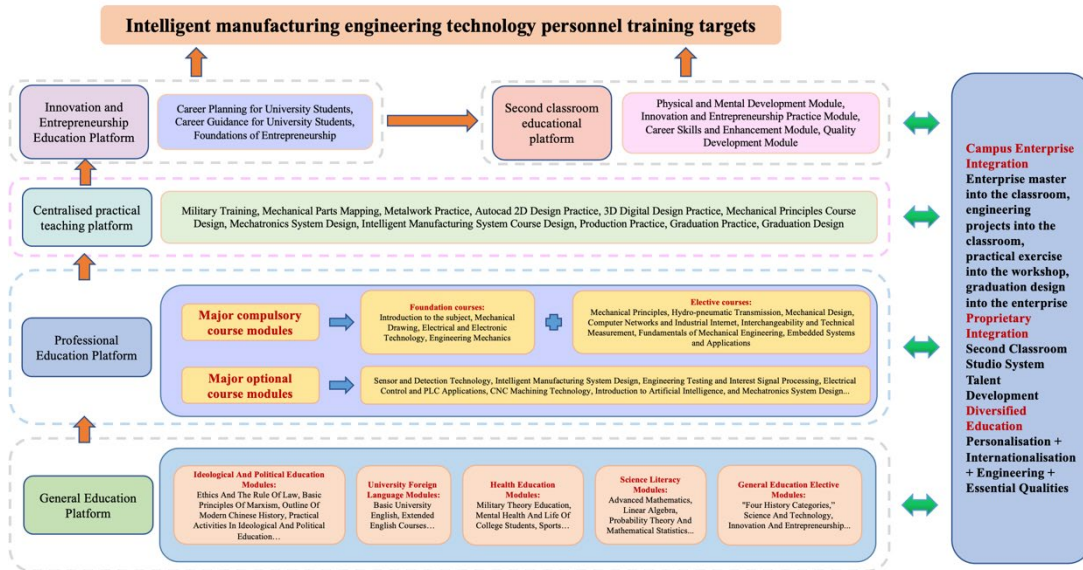 Intelligent manufacturing engineering technology personnel training targets
Innovation and
Entrepreneurship
Education Platform
Career Planning for University Students,
Career Guidance for University Students,
Foundations of Entrepreneurship
Second classroom
educational
platform
Physical and Mental Development Module,
Innovation and Entrepreneurship Practice Module,
Career Skills and Enhancement Module, Quality
Development Module
Centralised practical
teaching platform
Military Training, Mechanical Parts Mapping, Metalwork Practice, Autocad 2D Design Practice, 3D Digital Design Practice, Mechanical Principles Course
Design, Mechatronics System Design, Intelligent Manufacturing System Course Design, Production Practice, Graduation Practice, Graduation Design
Professional
Education Platform
Major compulsory
course modules
Foundation courses:
Introduction to the subject, Mechanical
Drawing, Electrical and Electronic
Technology, Engineering Mechanics
Elective courses:
Mechanical Principles, Hydro-pneumatic Transmission, Mechanical Design,
Computer Networks and Industrial Internet, Interchangeability and Technical
Measurement, Fundamentals of Mechanical Engineering, Embedded Systems
and Applications
Major optional
course modules
Sensor and Detection Technology, Intelligent Manufacturing System Design, Engineering Testing and Interest Signal Processing, Electrical
Control and PLC Applications, CNC Machining Technology, Introduction to Artificial Intelligence, and Mechatronics System Design...
General Education
Platform
Ideological And Political Education
Modules:
Ethics And The Rule Of Law, Basic
Principles Of Marxism, Outline Of
Modern Chinese History, Practical
Activities In Ideological And Political
Education…
University Foreign
Language Modules:
Basic University
English, Extended
English Courses…
Health Education
Modules:
Military Theory Education,
Mental Health And Life Of
College Students, Sports…
Science Literacy
Modules:
Advanced Mathematics,
Linear Algebra,
Probability Theory And
Mathematical Statistics...
General Education Elective
Modules:
"Four History Categories,"
Science And Technology,
Innovation And Entrepreneurship...
Campus Enterprise
Integration
Enterprise master
into the classroom,
engineering
projects into the
classroom,
practical exercise
into the workshop,
graduation design
into the enterprise
Proprietary
Integration
Second Classroom
Studio System
Talent
Development
Diversified
Education
Personalisation +
Internationalisation
+ Engineering +
Essential Qualities